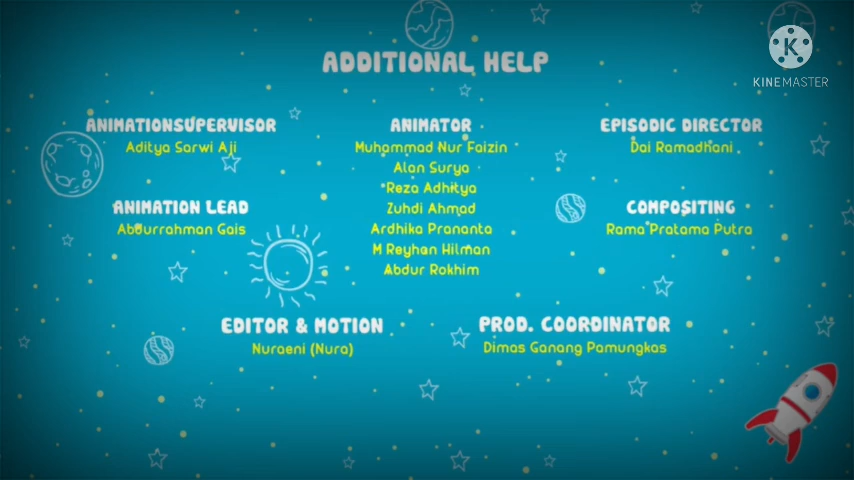 ADDITIONAL HELP
KINEMASTER
ANIMATIONSUPERVISOR
Aditya Sarwi Aji
ANIMATION LEAD
Abdurrahman Gais
ANIMATOR
Muhammad Nur Faizin
Alan Surya
Reza Adhitya
Zuhdi Ahmad
Ardhika Prananta
M Reyhan Hilman
Abdur Rokhim
EPISODIC DIRECTOR
Dai Ramadhani
COMPOSITING
Rama Pratama Putra
EDITOR & MOTION
Nuraeni (Nura)
PROD. COORDINATOR
Dimas Ganang Pamungkas